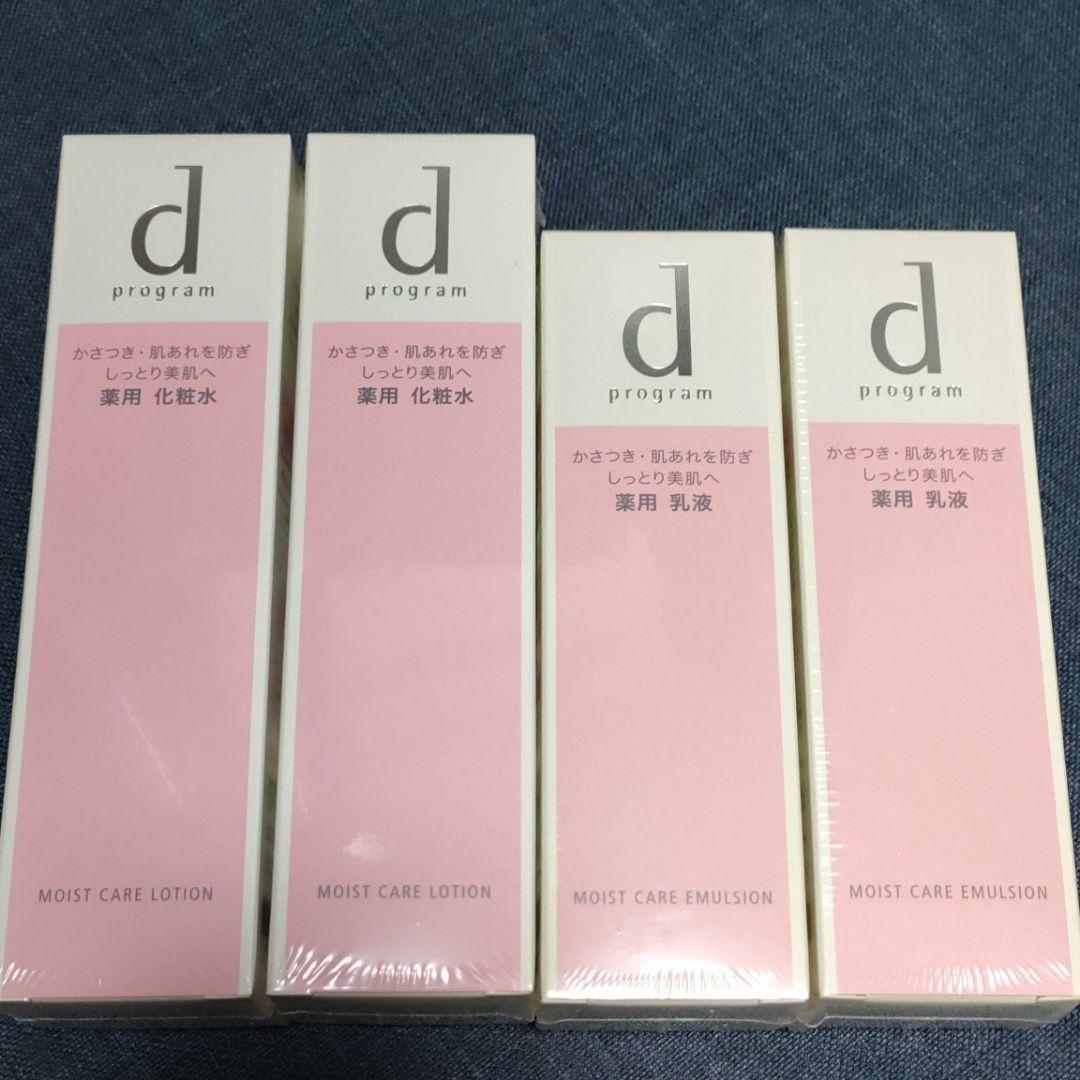 d
program
かさつき・肌あれを防ぎ
しっとり美肌へ
薬用 化粧水
MOIST CARE LOTION
d
program
かさつき・肌あれを防ぎ
しっとり美肌へ
薬用 化粧水
MOIST CARE LOTION
d
program
かさつき・肌あれを防ぎ
しっとり美肌へ
薬用 乳液
MOIST CARE EMULSION
d
program
かさつき・肌あれを防ぎ
しっとり美肌へ
薬用 乳液
MOIST CARE EMULSION